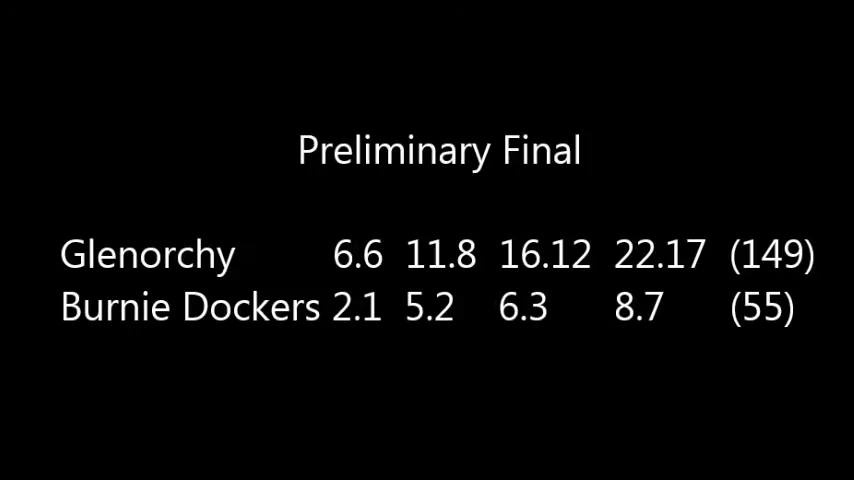 Preliminary Final
Glenorchy 6.6 11.8 16.12 22.17 (149)
Burnie Dockers 2.1 5.2 6.3 8.7 (55)